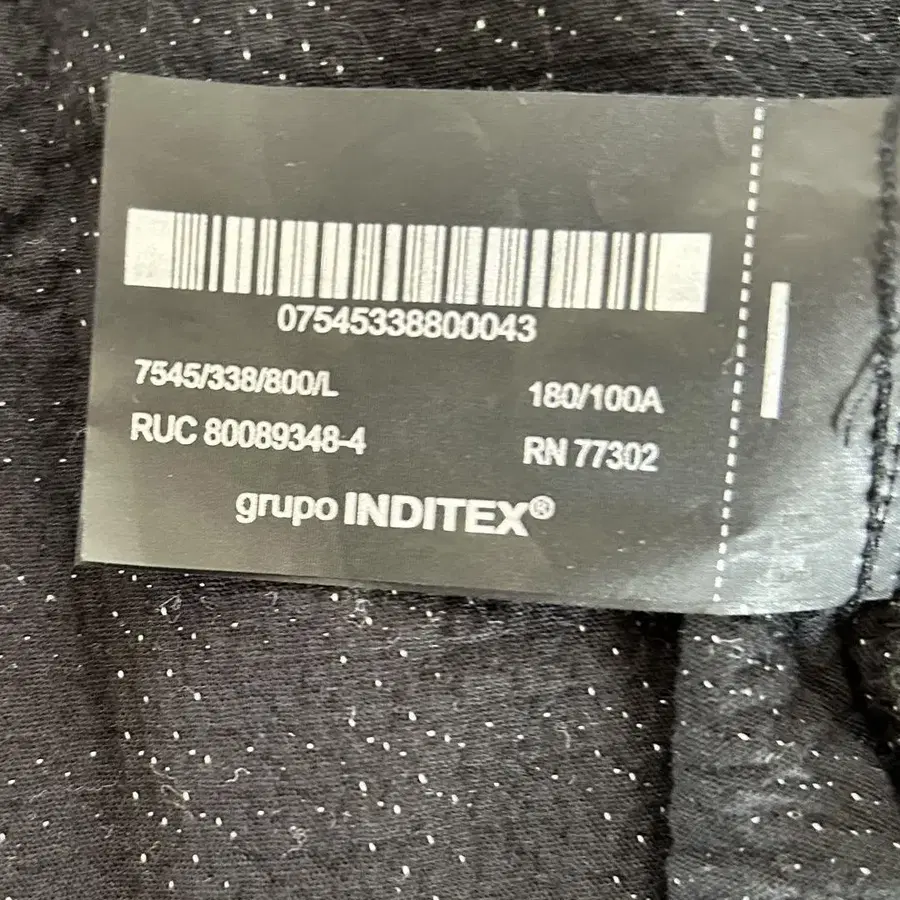 07545338800043
7545/338/800/L 180/100A
RUC 80089348-4 RN 77302
grupo INDITEX®